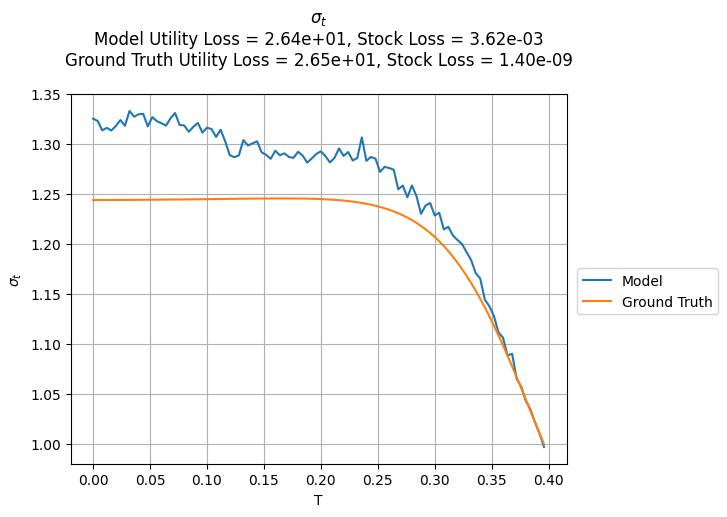 σₜ
Model Utility Loss = 2.64e+01, Stock Loss = 3.62e-03
Ground Truth Utility Loss = 2.65e+01, Stock Loss = 1.40e-09
1.35
1.30
1.25
1.20
1.15
1.10
1.05
1.00
σₜ
0.00 0.05 0.10 0.15 0.20 0.25 0.30 0.35 0.40
T
Model
Ground Truth